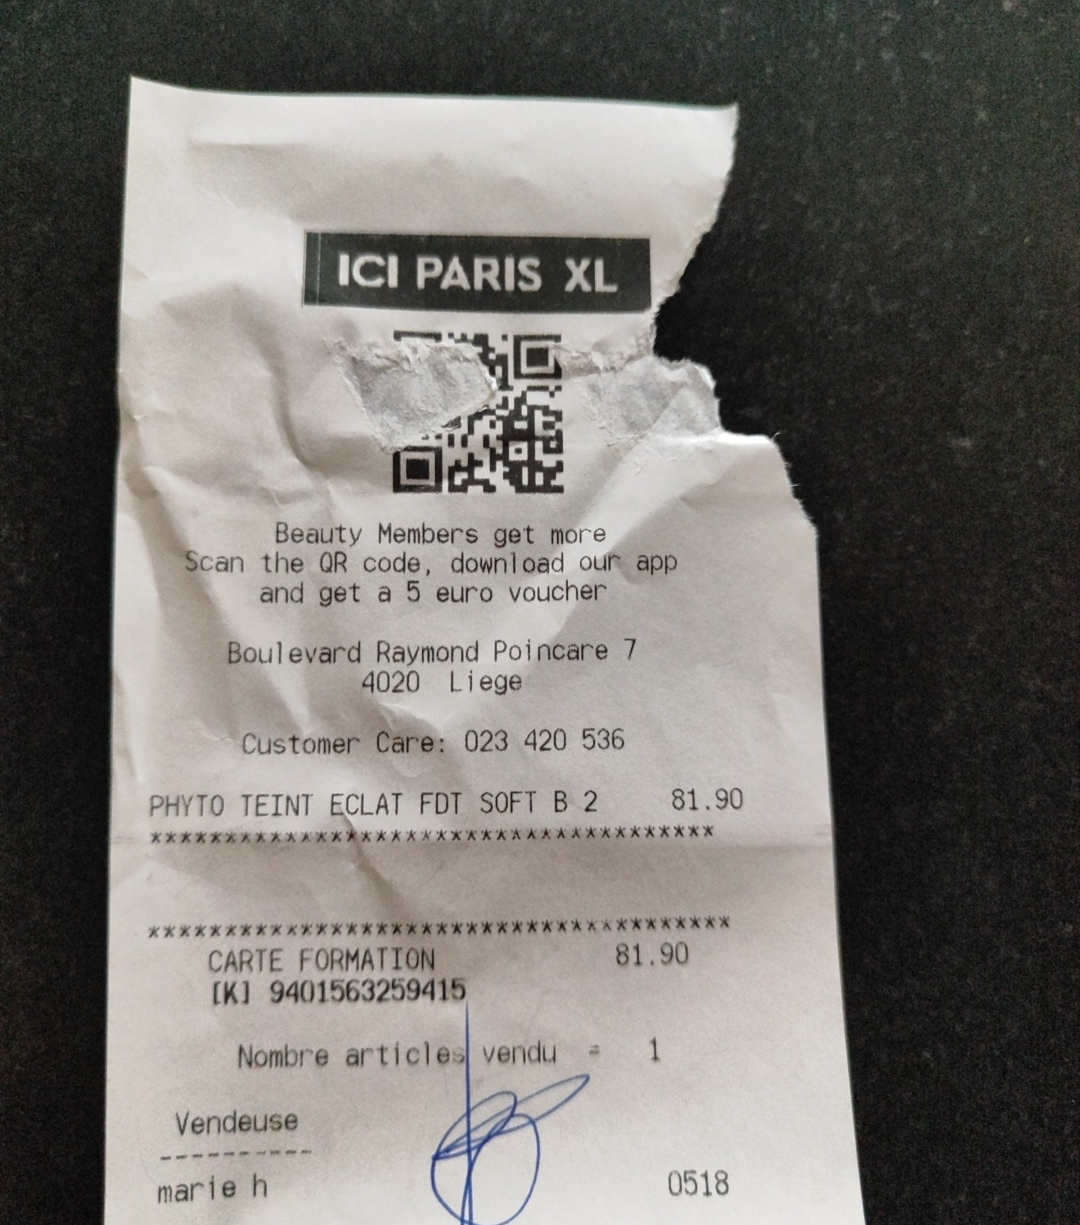 ICI PARIS XL
Beauty Members get more
Scan the QR code, download our app
and get a 5 euro voucher
Boulevard Raymond Poincare 7
4020 Liege
Customer Care: 023 420 536
PHYTO TEINT ECLAT FDT SOFT B 2 81.90
**************************************
***************************************
CARTE FORMATION 81.90
[K] 9401563259415
Nombre articles vendu = 1
Vendeuse
----------
marie h 0518